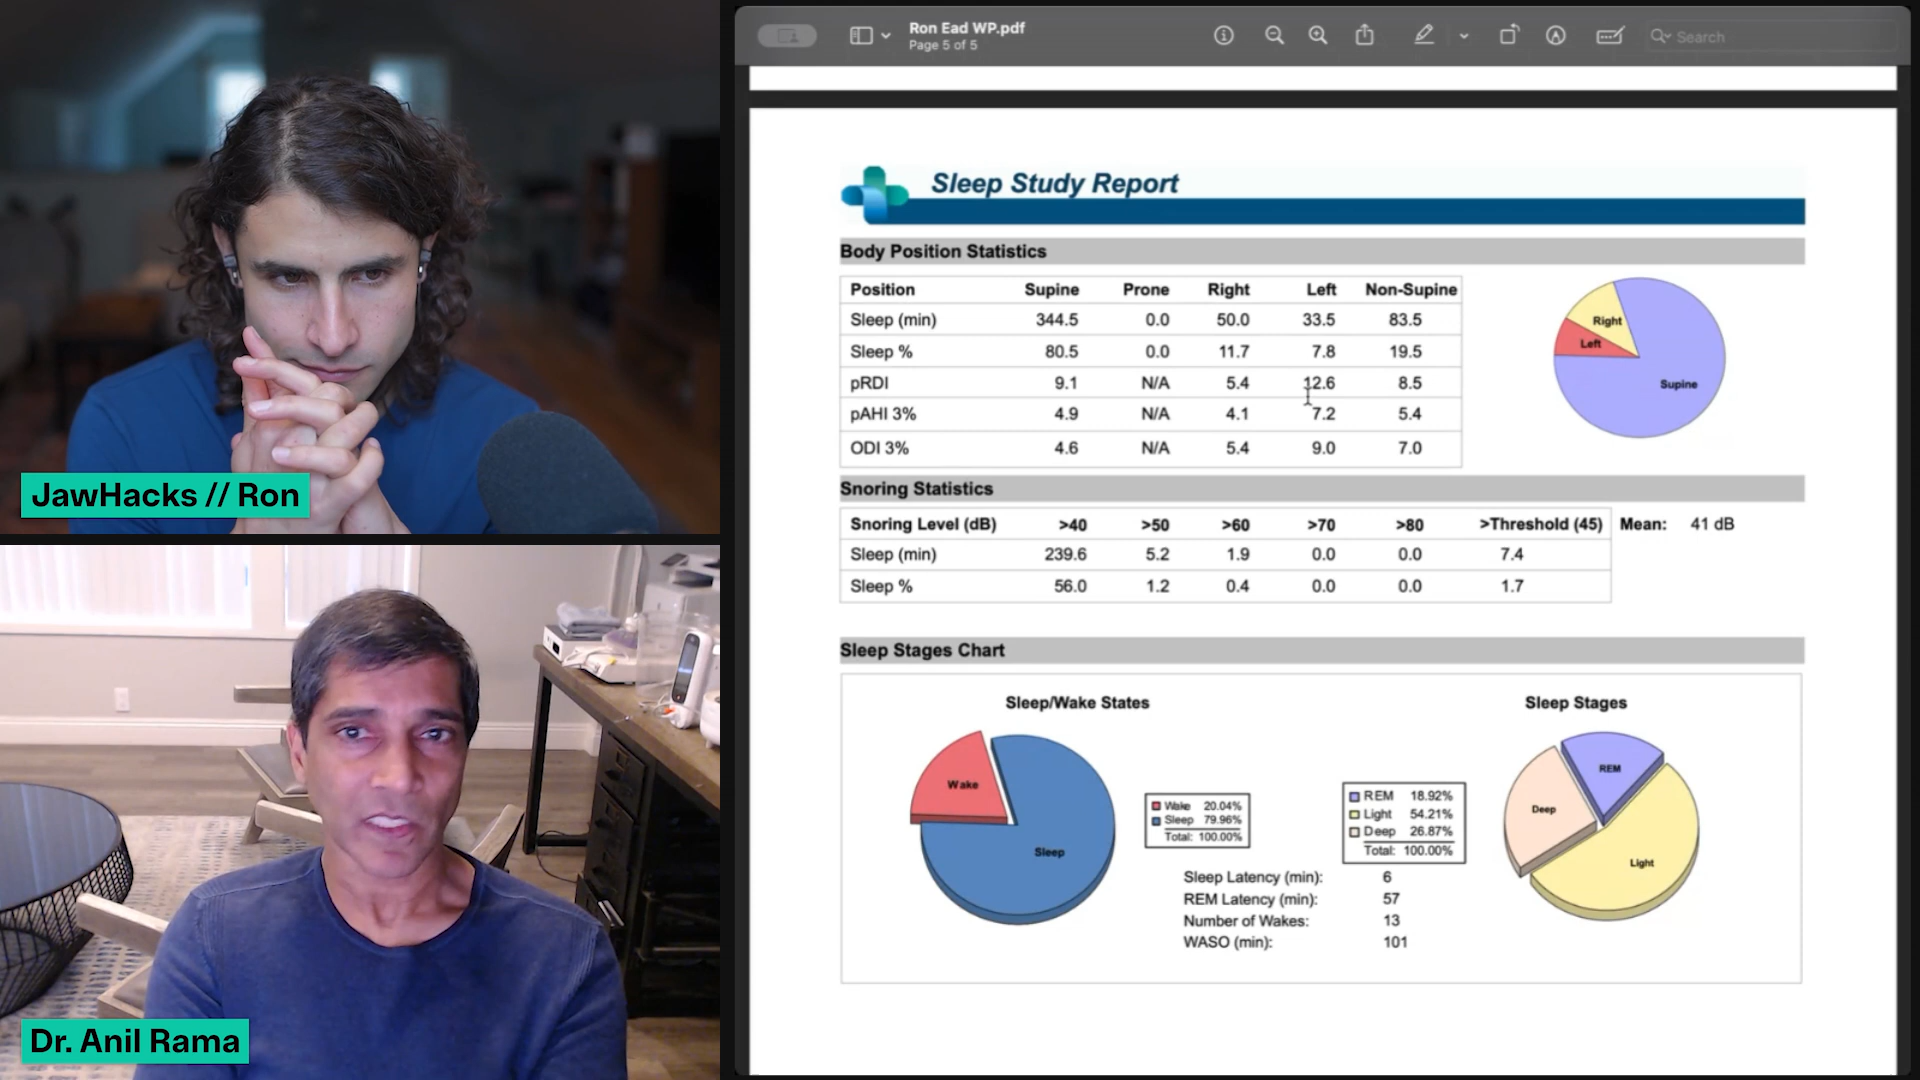 JawHacks // Ron
Dr. Anil Rama
Ron Ead WP.pdf
Page 5 of 5
Search
Sleep Study Report
Body Position Statistics
Position Supine Prone Right Left Non-Supine
Sleep (min) 344.5 0.0 50.0 33.5 83.5
Sleep % 80.5 0.0 11.7 7.8 19.5
pRDI 9.1 N/A 5.4 12.6 8.5
pAHI 3% 4.9 N/A 4.1 7.2 5.4
ODI 3% 4.6 N/A 5.4 9.0 7.0
Right
Left
Supine
Snoring Statistics
Snoring Level (dB) >40 >50 >60 >70 >80 >Threshold (45) Mean: 41 dB
Sleep (min) 239.6 5.2 1.9 0.0 0.0 7.4
Sleep % 56.0 1.2 0.4 0.0 0.0 1.7
Sleep Stages Chart
Sleep/Wake States
Wake
Sleep
Wake 20.04%
Sleep 79.96%
Total: 100.00%
Sleep Stages
REM 18.92%
Light 54.21%
Deep 26.87%
Total: 100.00%
REM
Deep
Light
Sleep Latency (min): 6
REM Latency (min): 57
Number of Wakes: 13
WASO (min): 101